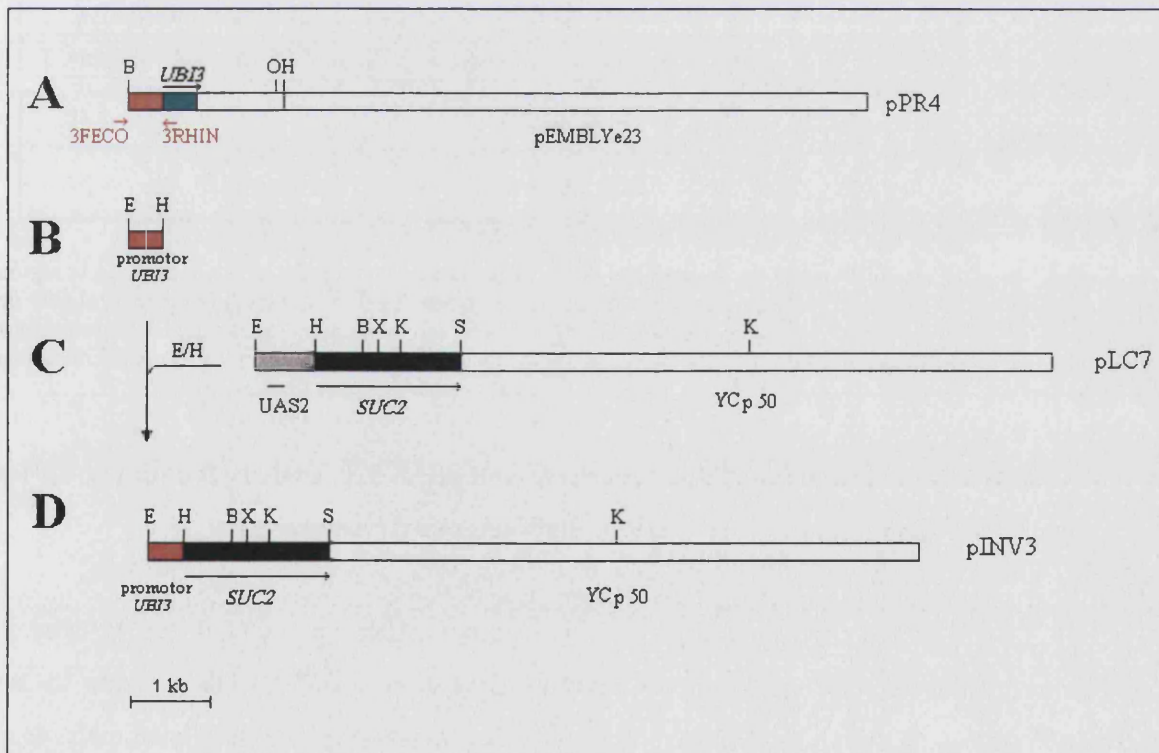 B UBI3 OH
A pPR4
3FECO 3RHIN pEMBLYe23
E H
B
promotor
UBI3
E H B X K S K
C E/H pLC7
UAS2 SUC2 YCp 50
D
E H B X K S K
pINV3
promotor
UBI3 SUC2 YCp 50
1 kb